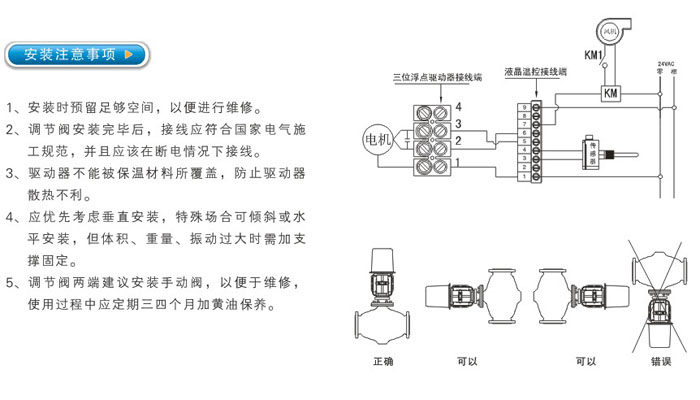 安装注意事项
1、安装时预留足够空间，以便进行维修。
2、调节阀安装完毕后，接线应符合国家电气施
工规范，并且应该在断电情况下接线。
3、驱动器不能被保温材料所覆盖，防止驱动器
散热不利。
4、应优先考虑垂直安装，特殊场合可倾斜或水
平安装，但体积、重量、振动过大时需加支
撑固定。
5、调节阀两端建议安装手动阀，以便于维修，
使用过程中应定期三四个月加黄油保养。
风机
KM1
24VAC
零
KM
三位浮点驱动器接线端
液晶温控接线端
电机
4
3
2
1
9
8
7
6
5
4
3
2
1
传感器
正确
可以
可以
错误